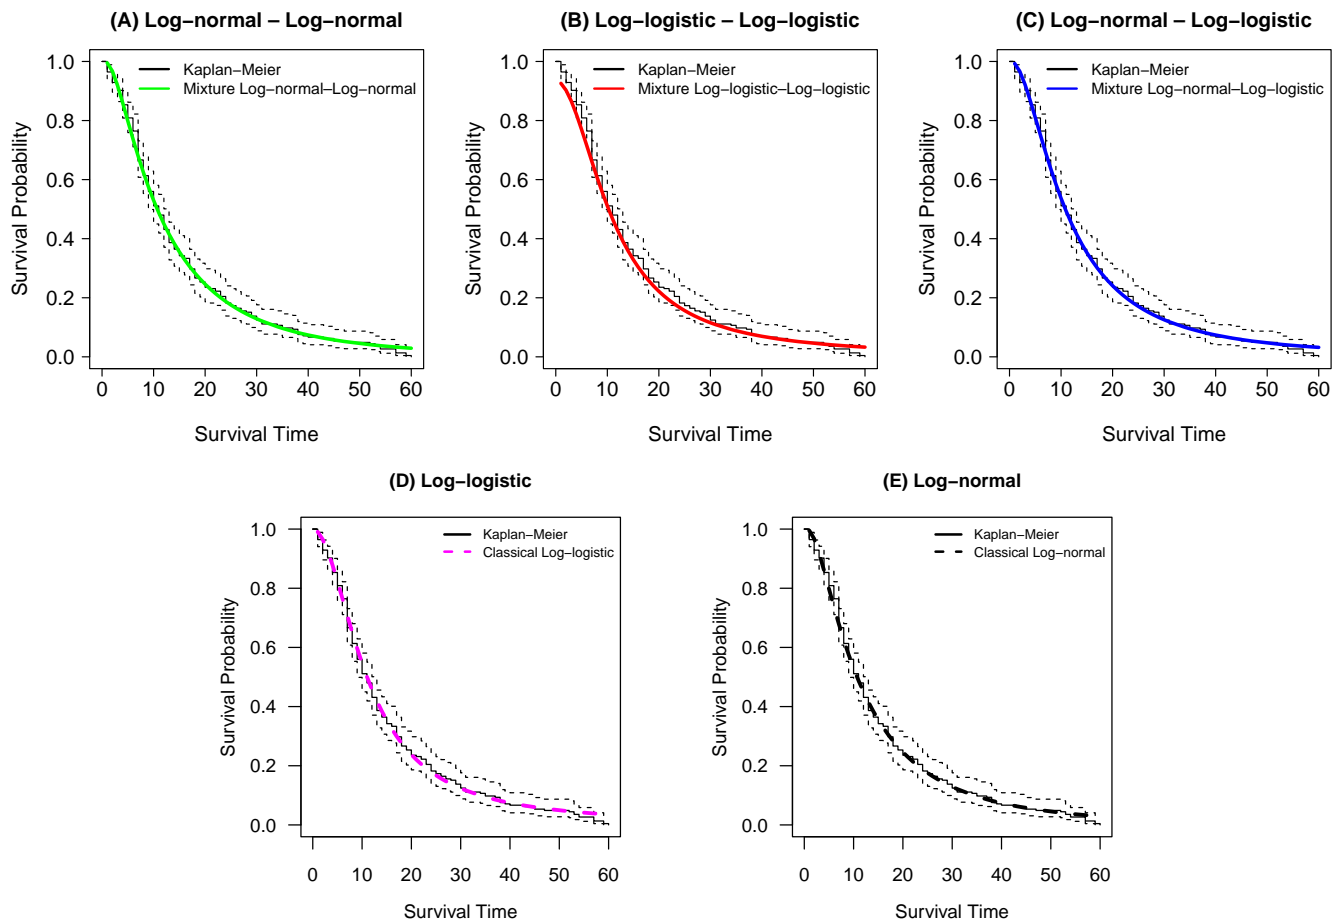 (A) Log−normal − Log−normal
Kaplan−Meier
Mixture Log−normal−Log−normal
Survival Probability
1.0
0.8
0.6
0.4
0.2
0.0
0 10 20 30 40 50 60
Survival Time
(B) Log−logistic − Log−logistic
Kaplan−Meier
Mixture Log−logistic−Log−logistic
Survival Probability
1.0
0.8
0.6
0.4
0.2
0.0
0 10 20 30 40 50 60
Survival Time
(C) Log−normal − Log−logistic
Kaplan−Meier
Mixture Log−normal−Log−logistic
Survival Probability
1.0
0.8
0.6
0.4
0.2
0.0
0 10 20 30 40 50 60
Survival Time
(D) Log−logistic
Kaplan−Meier
Classical Log−logistic
Survival Probability
1.0
0.8
0.6
0.4
0.2
0.0
0 10 20 30 40 50 60
Survival Time
(E) Log−normal
Kaplan−Meier
Classical Log−normal
Survival Probability
1.0
0.8
0.6
0.4
0.2
0.0
0 10 20 30 40 50 60
Survival Time